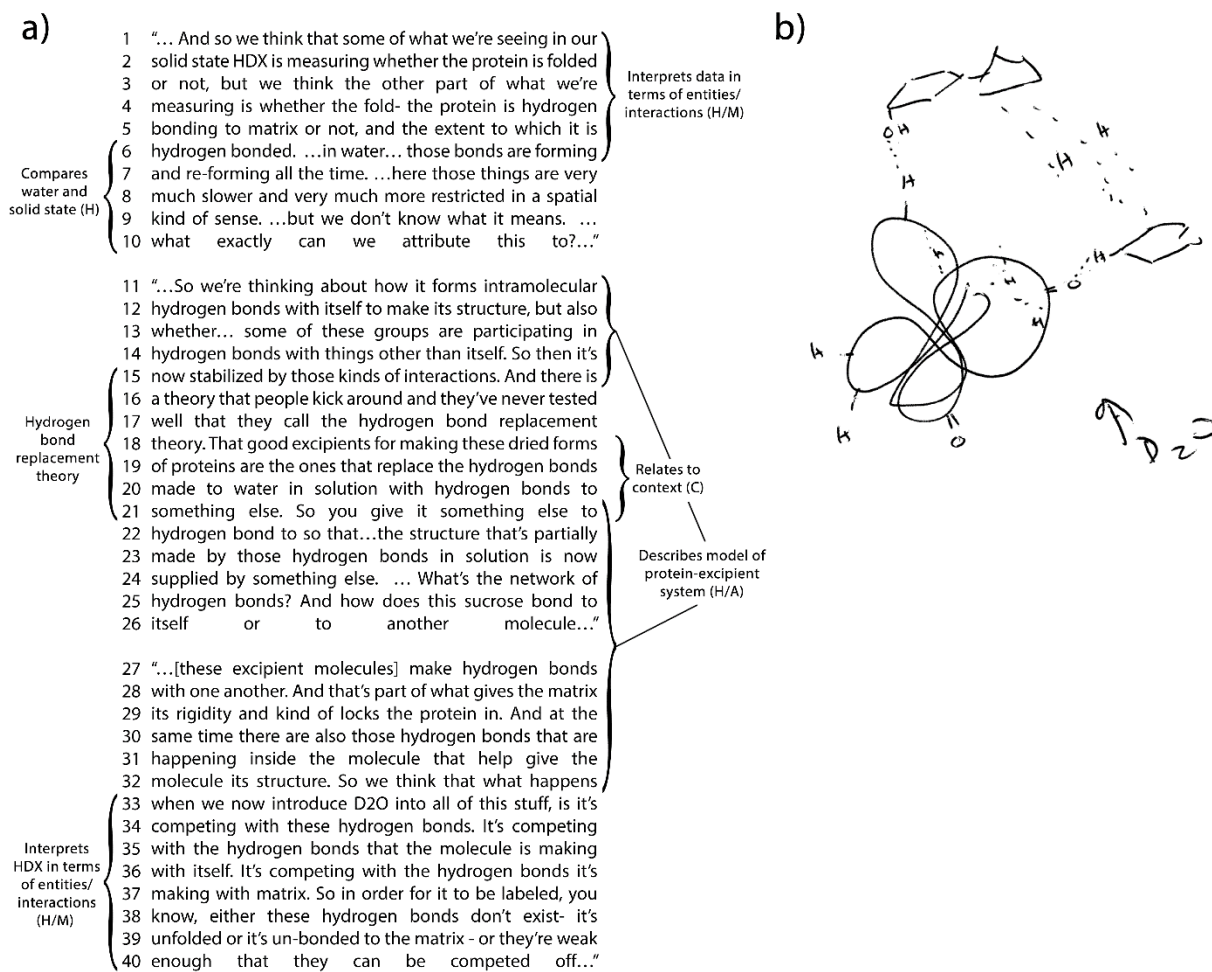 a)
1 “... And so we think that some of what we're seeing in our
2 solid state HDX is measuring whether the protein is folded
3 or not, but we think the other part of what we're
4 measuring is whether the fold- the protein is hydrogen
5 bonding to matrix or not, and the extent to which it is
6 hydrogen bonded. ...in water... those bonds are forming
7 and re-forming all the time. ...here those things are very
8 much slower and very much more restricted in a spatial
9 kind of sense. ...but we don't know what it means. ...
10 what exactly can we attribute this to?...”
Interprets data in
terms of entities/
interactions (H/M)
Compares
water and
solid state (H)
11 “...So we're thinking about how it forms intramolecular
12 hydrogen bonds with itself to make its structure, but also
13 whether... some of these groups are participating in
14 hydrogen bonds with things other than itself. So then it's
15 now stabilized by those kinds of interactions. And there is
16 a theory that people kick around and they've never tested
17 well that they call the hydrogen bond replacement
18 theory. That good excipients for making these dried forms
19 of proteins are the ones that replace the hydrogen bonds
20 made to water in solution with hydrogen bonds to
21 something else. So you give it something else to
22 hydrogen bond to so that...the structure that's partially
23 made by those hydrogen bonds in solution is now
24 supplied by something else. ... What's the network of
25 hydrogen bonds? And how does this sucrose bond to
26 itself or to another molecule...”
Hydrogen
bond
replacement
theory
Relates to
context (C)
Describes model of
protein-excipient
system (H/A)
27 “...[these excipient molecules] make hydrogen bonds
28 with one another. And that's part of what gives the matrix
29 its rigidity and kind of locks the protein in. And at the
30 same time there are also those hydrogen bonds that are
31 happening inside the molecule that help give the
32 molecule its structure. So we think that what happens
33 when we now introduce D2O into all of this stuff, is it's
34 competing with these hydrogen bonds. It's competing
35 with the hydrogen bonds that the molecule is making
36 with itself. It's competing with the hydrogen bonds it's
37 making with matrix. So in order for it to be labeled, you
38 know, either these hydrogen bonds don't exist- it's
39 unfolded or it's un-bonded to the matrix - or they're weak
40 enough that they can be competed off...”
Interprets
HDX in terms
of entities/
interactions
(H/M)
b)
OH
H
H
H
H
H
H
O
H
H
H
O
D2O